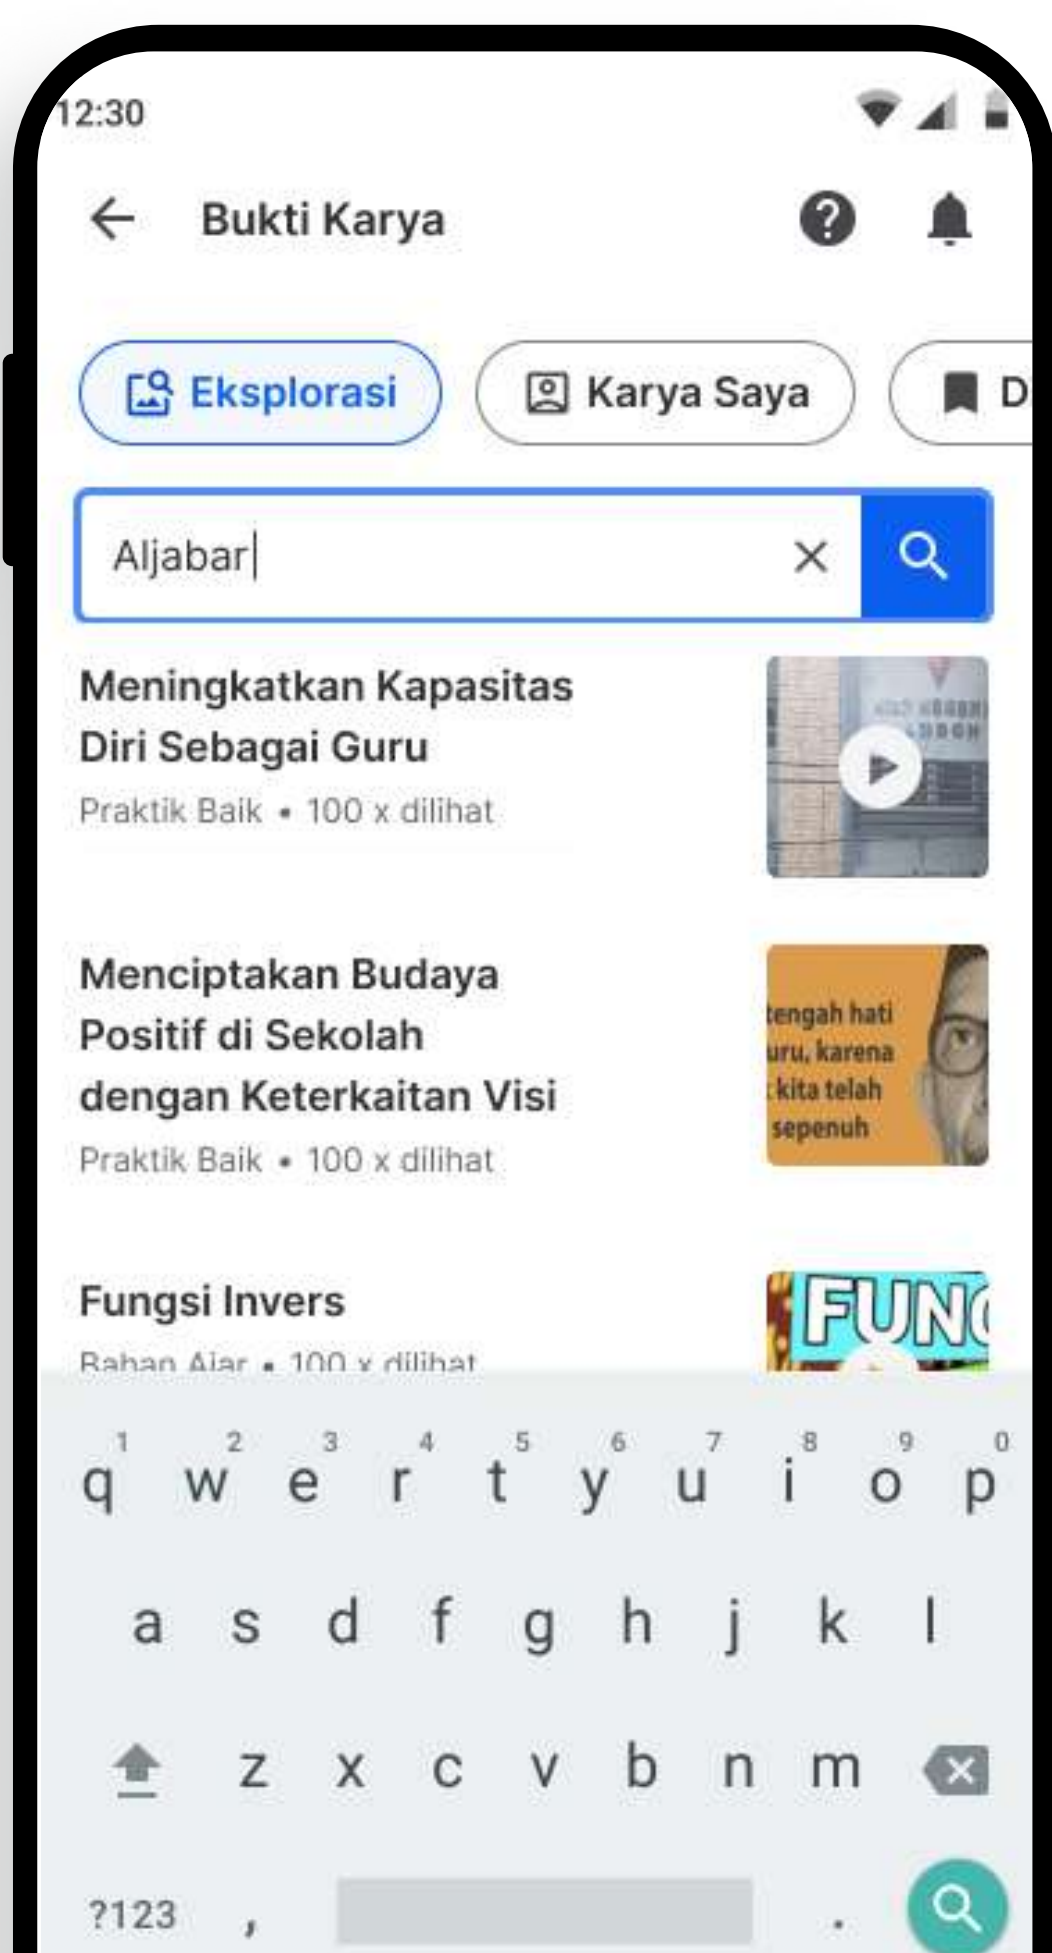 12:30
Bukti Karya
Eksplorasi
Karya Saya
D
Aljabar
Meningkatkan Kapasitas
Diri Sebagai Guru
Praktik Baik • 100 x dilihat
Menciptakan Budaya
Positif di Sekolah
dengan Keterkaitan Visi
Praktik Baik • 100 x dilihat
tengah hati
uru, karena
kita telah
sepenuh
Fungsi Invers
Bahan Ajar • 100 x dilihat
FUNG
1 2 3 4 5 6 7 8 9 0
q w e r t y u i o p
a s d f g h j k l
z x c v b n m
?123 , .